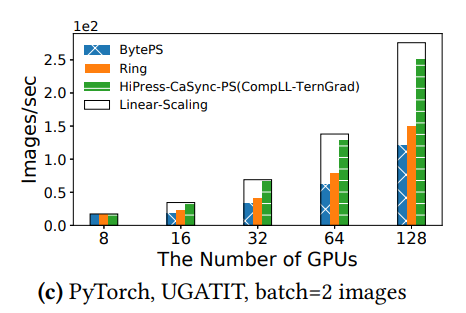 1e2
BytePS
Ring
HiPress-CaSync-PS(CompLL-TernGrad)
Linear-Scaling
Images/sec
2.5
2.0
1.5
1.0
0.5
0.0
8 16 32 64 128
The Number of GPUs
(c) PyTorch, UGATIT, batch=2 images